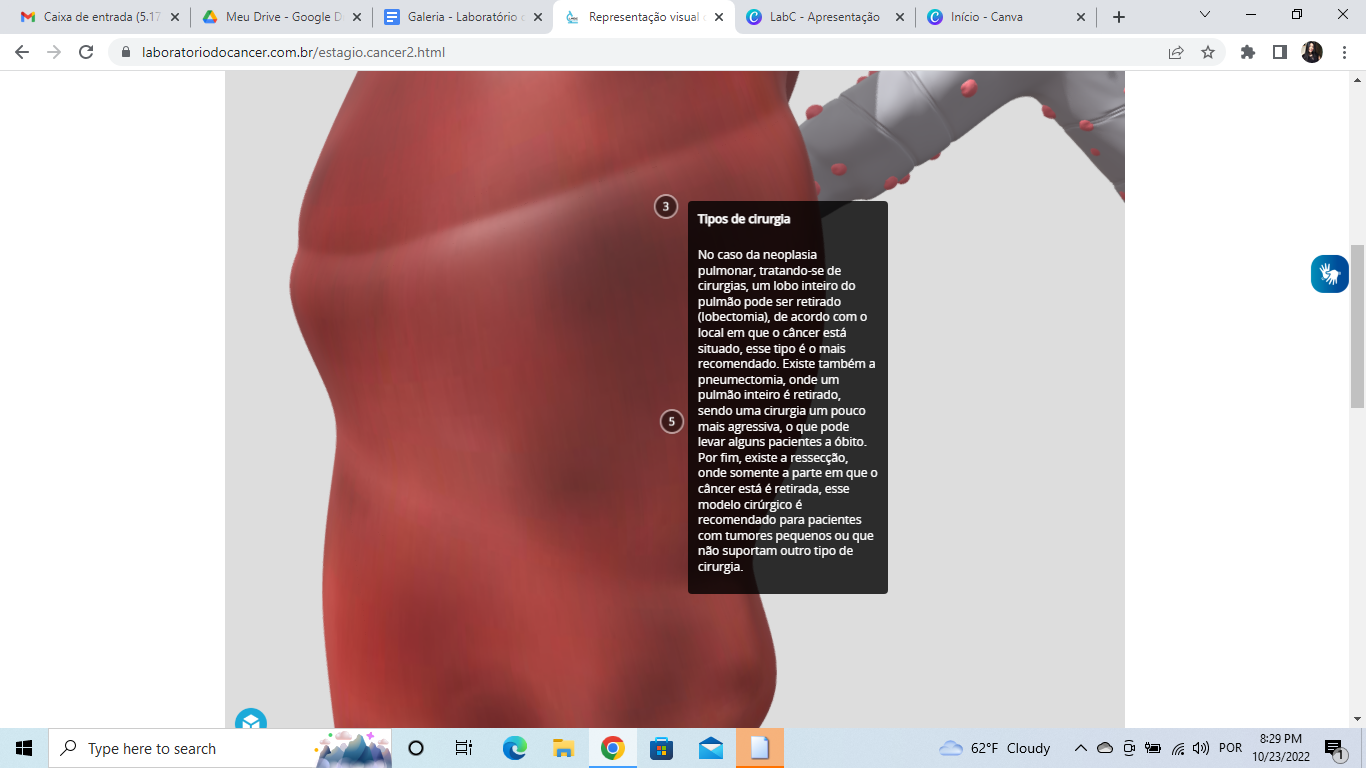 Caixa de entrada (5.17
Meu Drive - Google D
Galeria - Laboratório d
Representação visual d
LabC - Apresentação
Início - Canva
laboratoriodocancer.com.br/estagio.cancer2.html
3
Tipos de cirurgia
No caso da neoplasia
pulmonar, tratando-se de
cirurgias, um lobo inteiro do
pulmão pode ser retirado
(lobectomia), de acordo com o
local em que o câncer está
situado, esse tipo é o mais
recomendado. Existe também a
pneumectomia, onde um
pulmão inteiro é retirado,
sendo uma cirurgia um pouco
mais agressiva, o que pode
levar alguns pacientes a óbito.
Por fim, existe a ressecção,
onde somente a parte em que o
câncer está é retirada, esse
modelo cirúrgico é
recomendado para pacientes
com tumores pequenos ou que
não suportam outro tipo de
cirurgia.
5
Type here to search
62°F Cloudy
POR
8:29 PM
10/23/2022
1